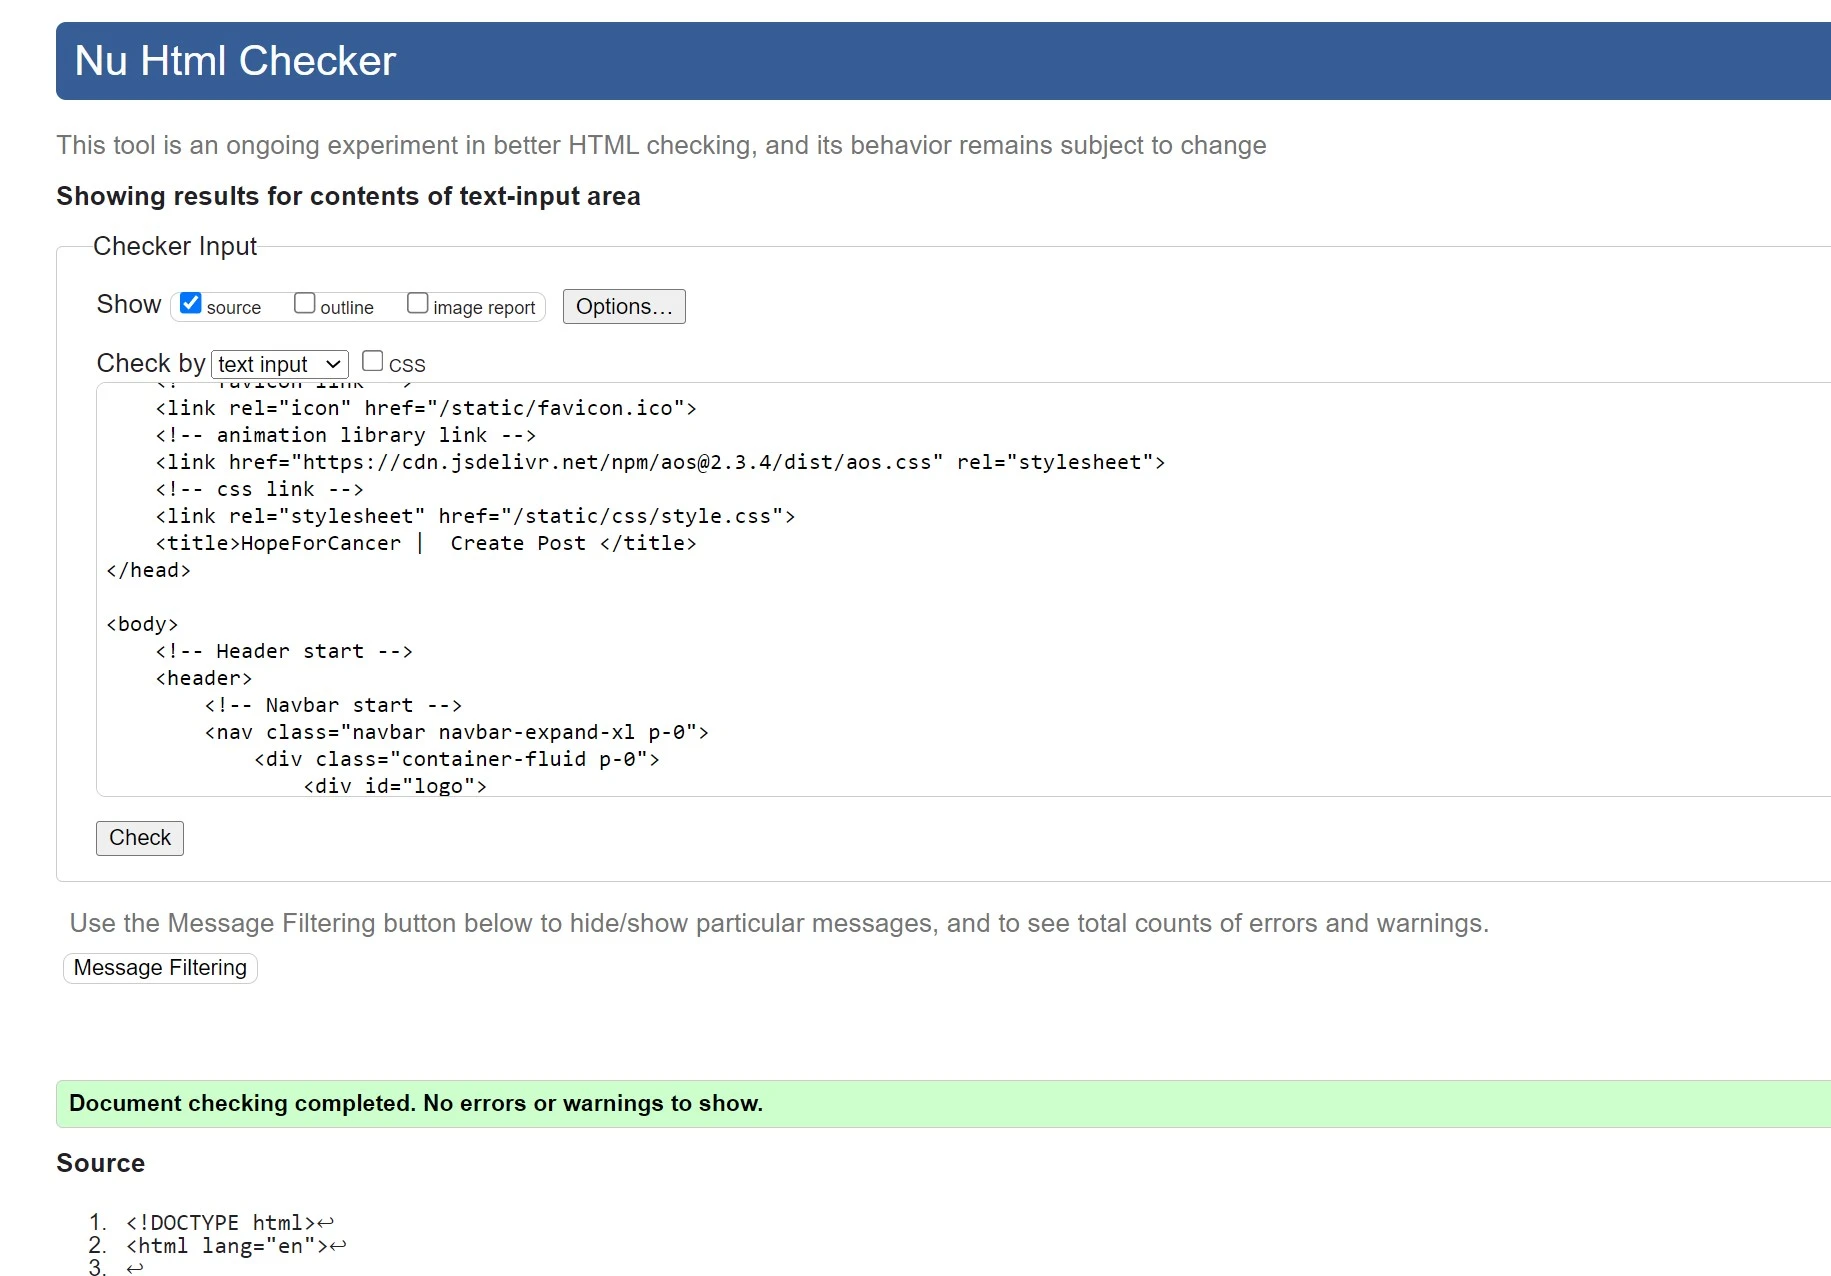 Nu Html Checker
This tool is an ongoing experiment in better HTML checking, and its behavior remains subject to change
Showing results for contents of text-input area
Checker Input
Show source outline image report Options...
Check by text input CSS
<!-- favicon link -->
<link rel="icon" href="/static/favicon.ico">
<!-- animation library link -->
<link href="https://cdn.jsdelivr.net/npm/aos@2.3.4/dist/aos.css" rel="stylesheet">
<!-- css link -->
<link rel="stylesheet" href="/static/css/style.css">
<title>HopeForCancer |  Create Post </title>
</head>
<body>
<!-- Header start -->
<header>
<!-- Navbar start -->
<nav class="navbar navbar-expand-xl p-0">
<div class="container-fluid p-0">
<div id="logo">
Check
Use the Message Filtering button below to hide/show particular messages, and to see total counts of errors and warnings.
Message Filtering
Document checking completed. No errors or warnings to show.
Source
1. <!DOCTYPE html>↩
2. <html lang="en">↩
3. ↩